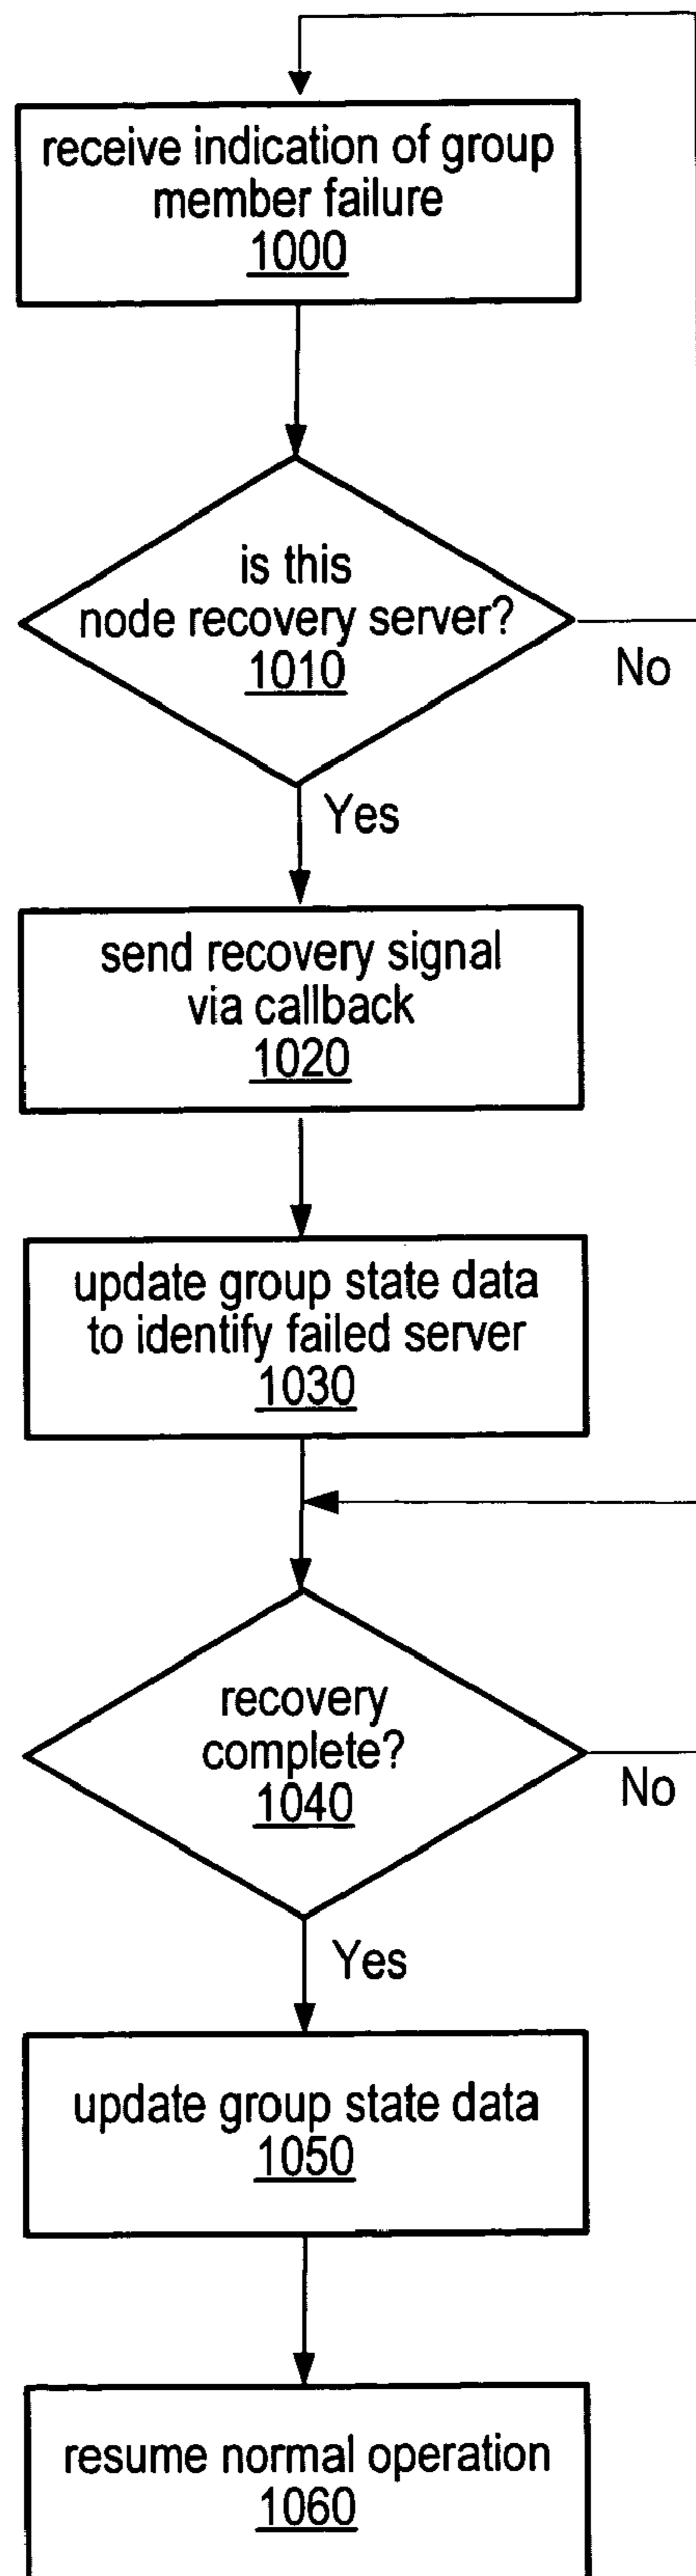 receive indication of group
member failure
1000
is this
node recovery server?
1010
No
Yes
send recovery signal
via callback
1020
update group state data
to identify failed server
1030
recovery
complete?
1040
No
Yes
update group state data
1050
resume normal operation
1060